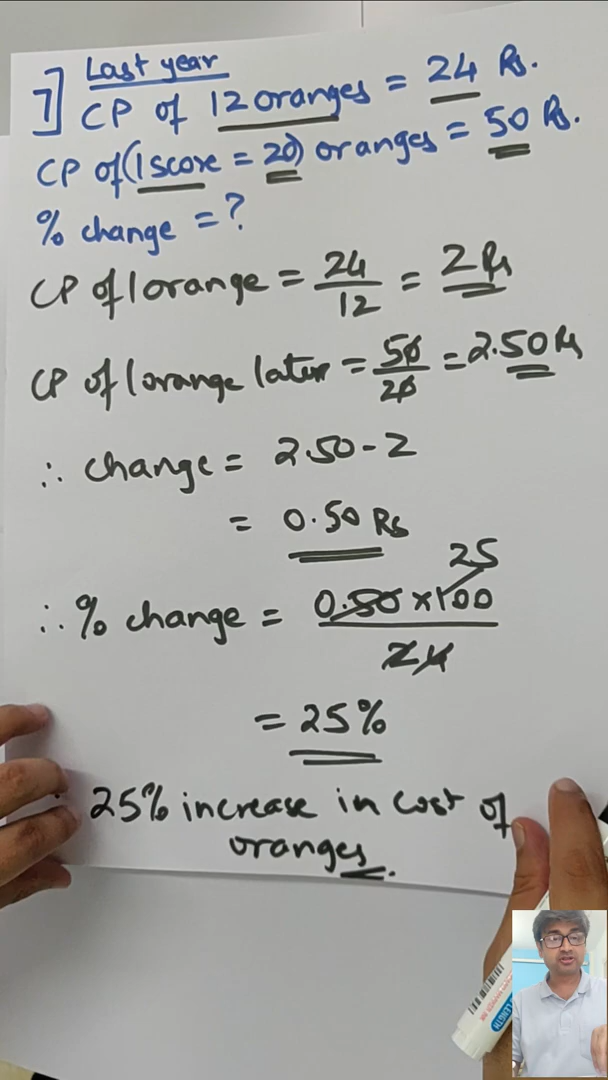 7] Last year
CP of 12 oranges = 24 Rs.
CP of (1 score = 20) oranges = 50 Rs.
% change = ?
CP of 1 orange = 24/12 = 2 Rs
CP of 1 orange later = 50/20 = 2.50 Rs
∴ change = 2.50 - 2
= 0.50 Rs
25
∴ % change = 0.50 x 100 / 2
= 25%
25% increase in cost of
oranges.
LENGTH